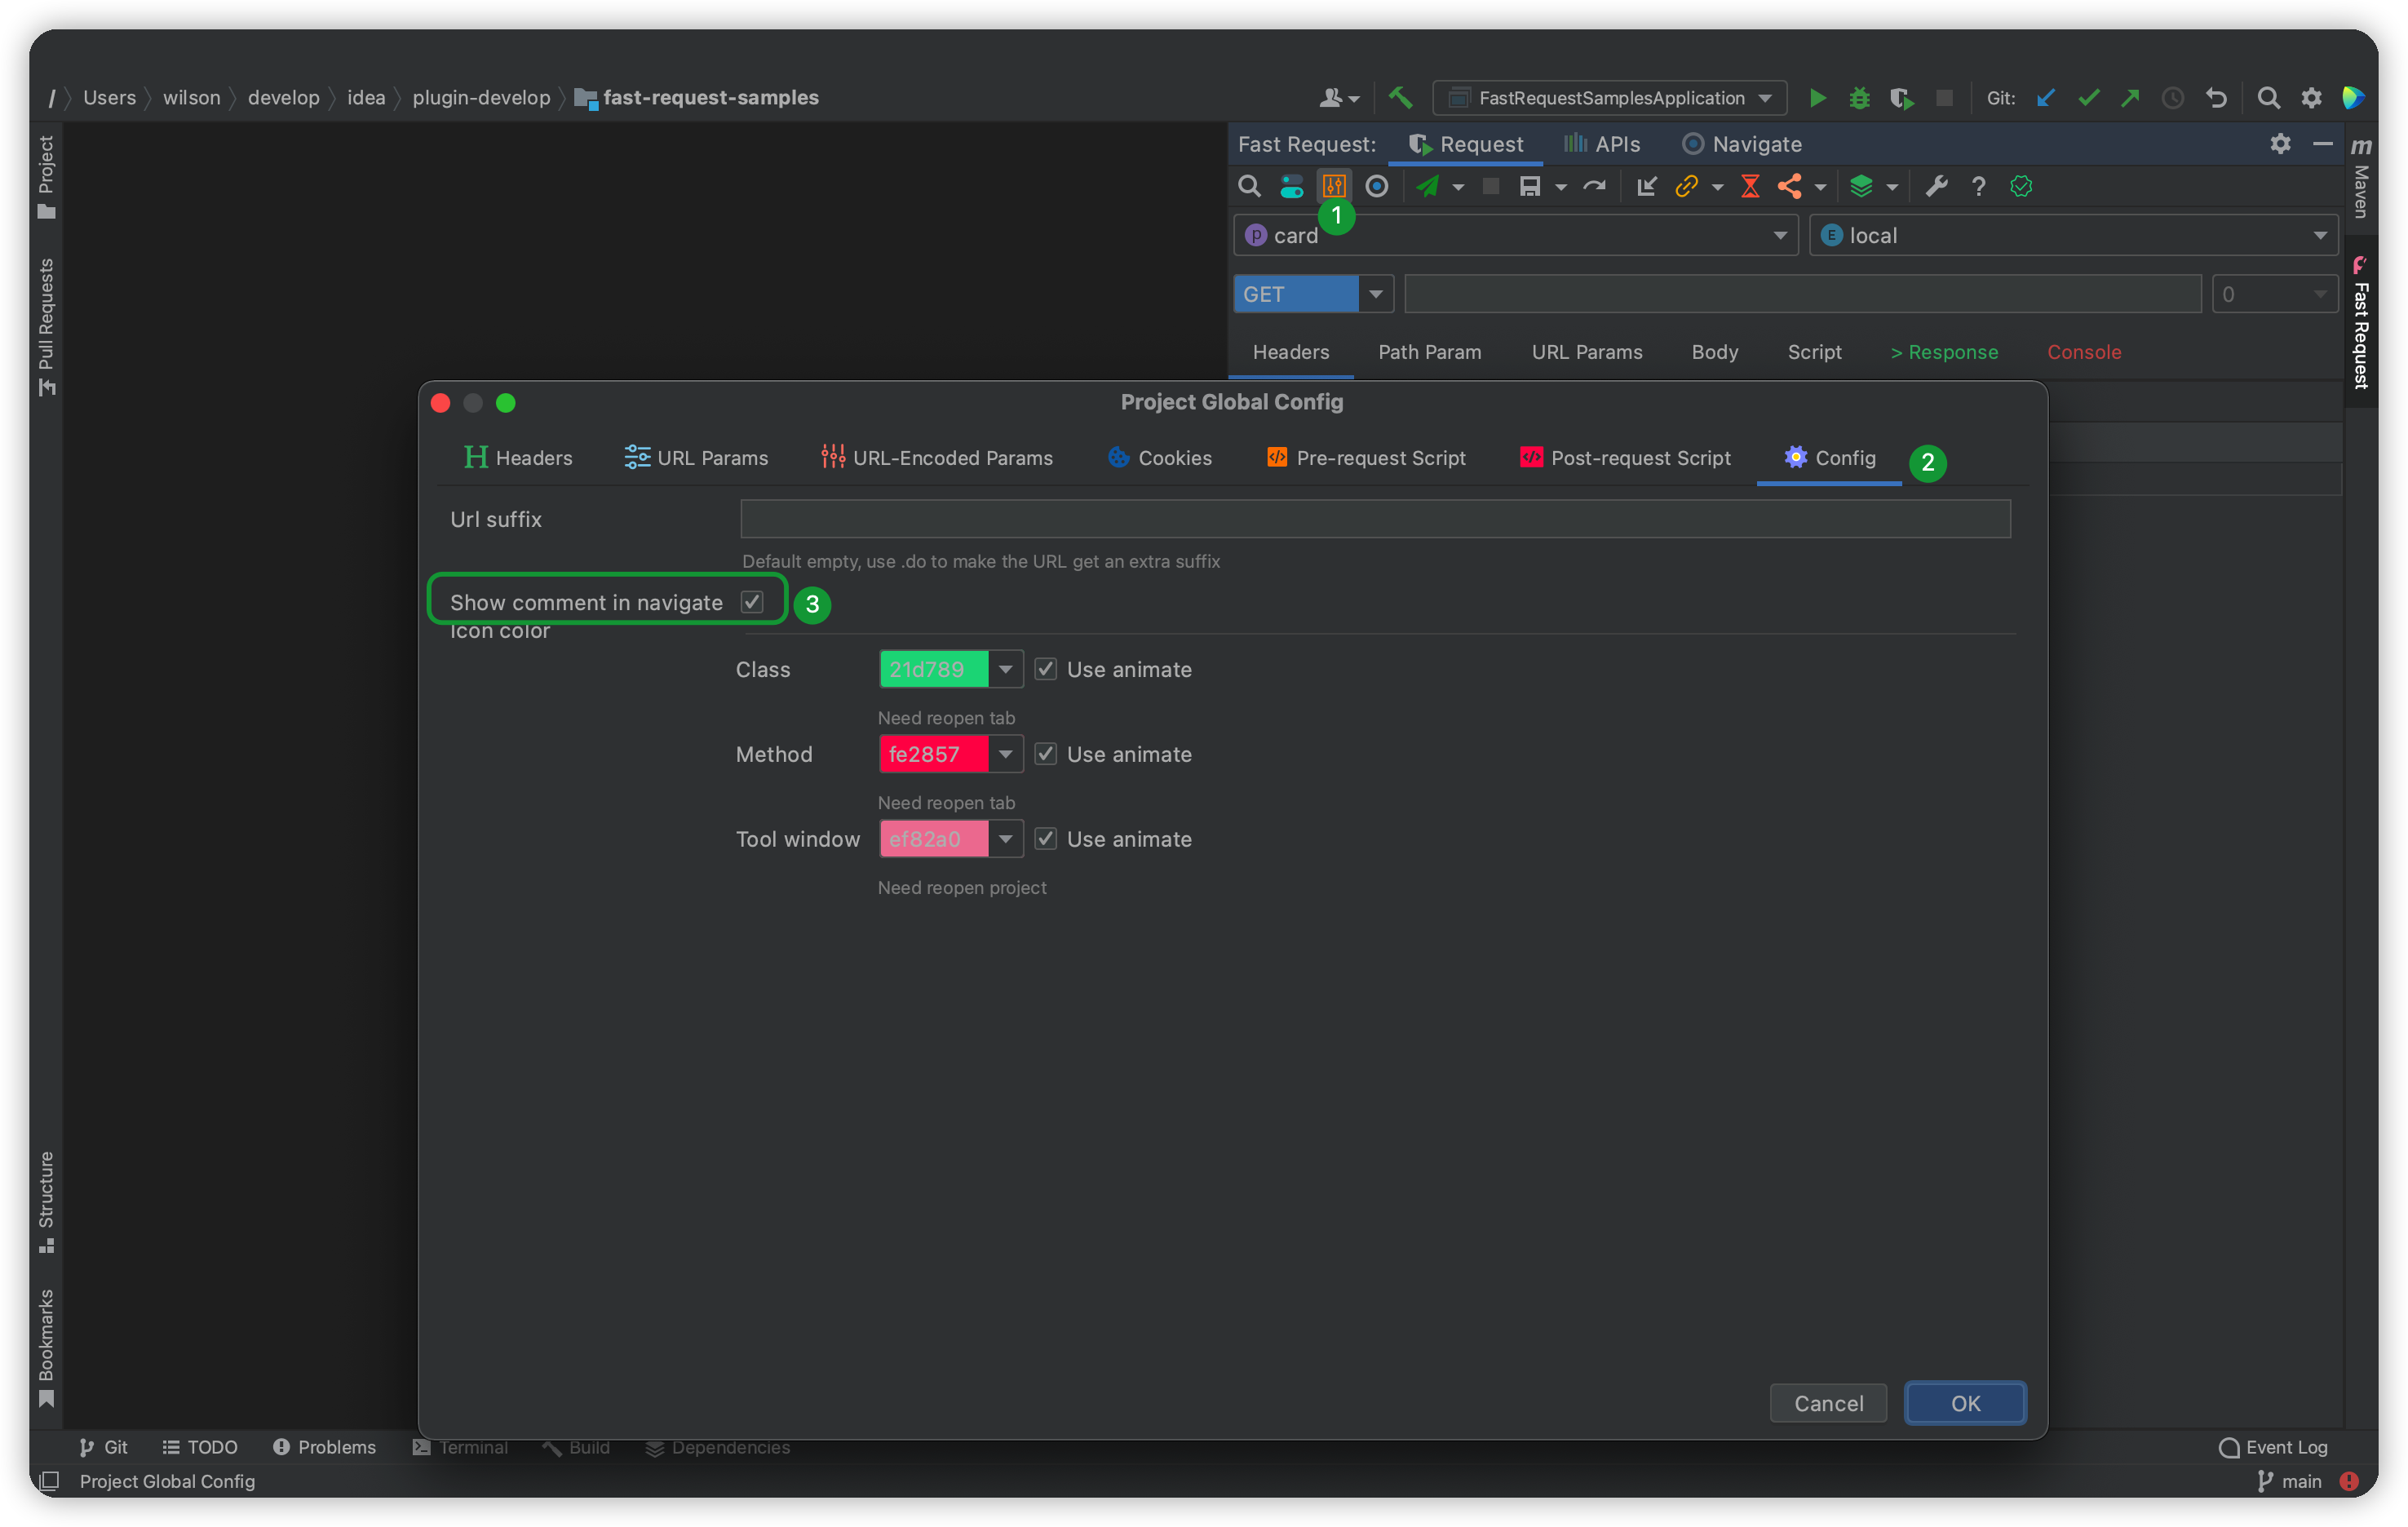 / Users wilson develop idea plugin-develop fast-request-samples FastRequestSamplesApplication Git:
Project
Pull Requests
Structure
Bookmarks
Fast Request: Request APIs Navigate
1
P card E local
GET 0
Headers Path Param URL Params Body Script > Response Console
m Maven
Fast Request
Project Global Config
H Headers URL Params URL-Encoded Params Cookies </> Pre-request Script </> Post-request Script Config 2
Url suffix
Default empty, use .do to make the URL get an extra suffix
Show comment in navigate 3
Icon color
Class 21d789 Use animate
Need reopen tab
Method fe2857 Use animate
Need reopen tab
Tool window ef82a0 Use animate
Need reopen project
Cancel OK
Git TODO Problems Terminal Build Dependencies Event Log
Project Global Config main